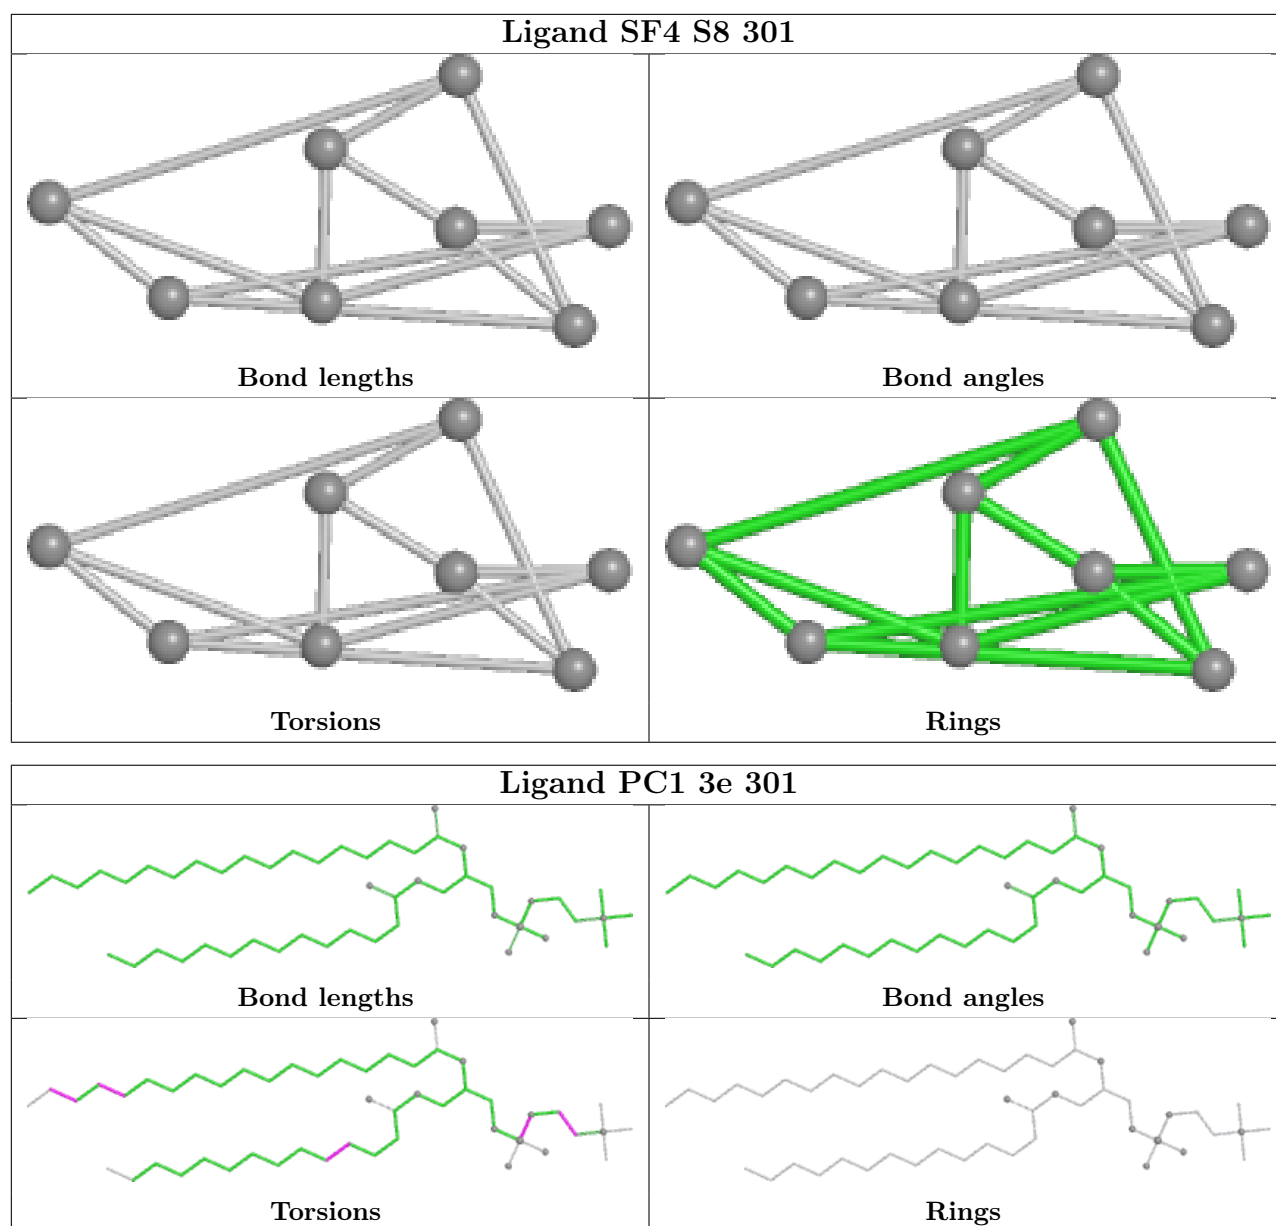 Ligand SF4 S8 301
Bond lengths
Bond angles
Torsions
Rings
Ligand PC1 3e 301
Bond lengths
Bond angles
Torsions
Rings